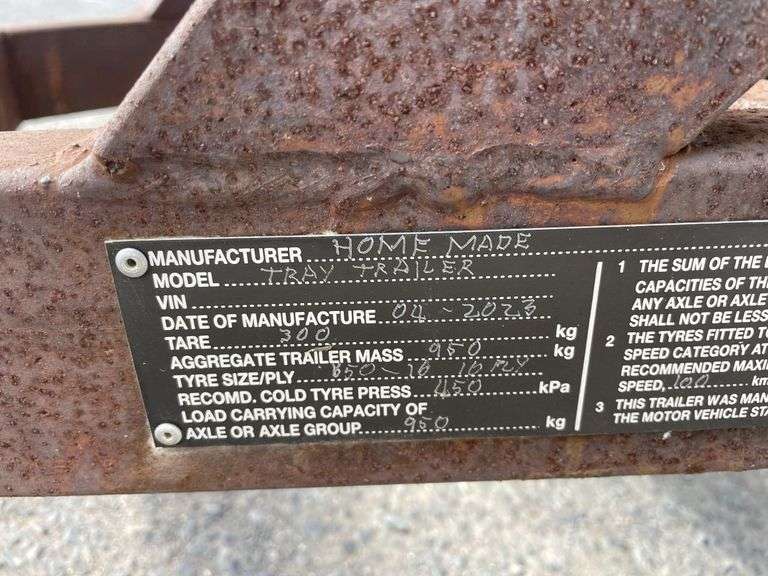 MANUFACTURER HOME MADE
MODEL TRAY TRAILER
VIN
DATE OF MANUFACTURE 04-2023
TARE 300 kg
AGGREGATE TRAILER MASS 950 kg
TYRE SIZE/PLY 650-16 10 PLY
RECOMD. COLD TYRE PRESS. 450 kPa
LOAD CARRYING CAPACITY OF
AXLE OR AXLE GROUP 950 kg
1 THE SUM OF THE
CAPACITIES OF TH
ANY AXLE OR AXLE
SHALL NOT BE LESS
2 THE TYRES FITTED TO
SPEED CATEGORY AT
RECOMMENDED MAXI
SPEED, 100 km
3 THIS TRAILER WAS MAN
THE MOTOR VEHICLE STA